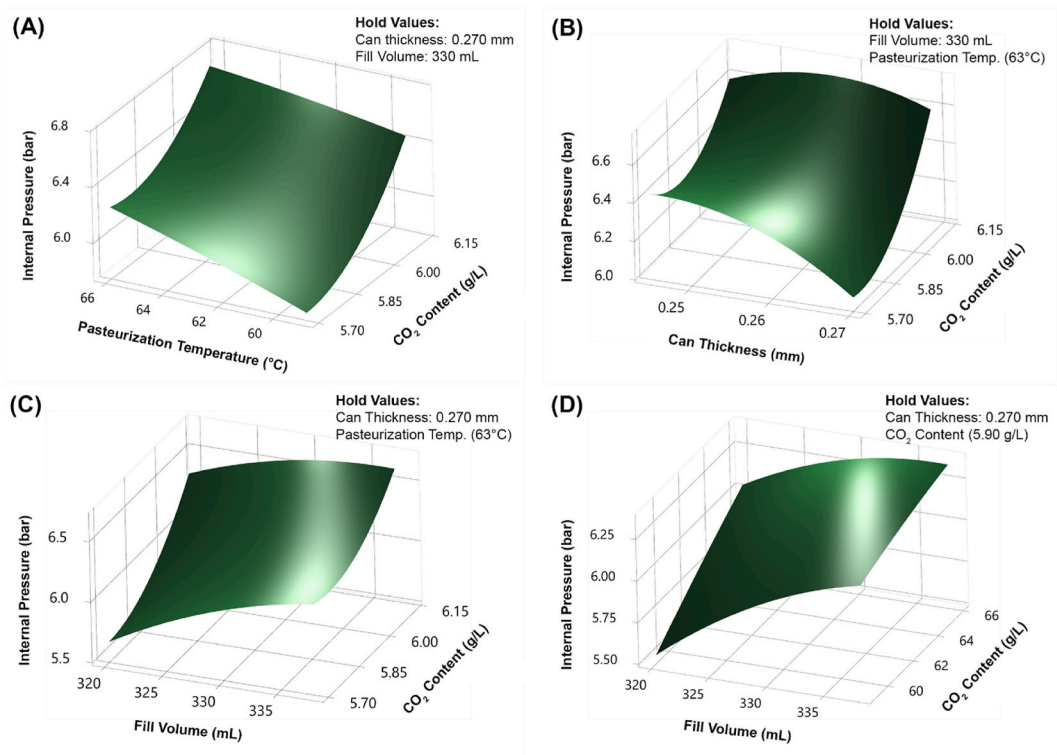 (A)
Hold Values:
Can thickness: 0.270 mm
Fill Volume: 330 mL
Internal Pressure (bar)
6.8
6.4
6.0
66
64
62
60
Pasteurization Temperature (°C)
6.15
6.00
5.85
5.70
CO₂ Content (g/L)
(B)
Hold Values:
Fill Volume: 330 mL
Pasteurization Temp. (63°C)
Internal Pressure (bar)
6.6
6.4
6.2
6.0
0.25
0.26
0.27
Can Thickness (mm)
6.15
6.00
5.85
5.70
CO₂ Content (g/L)
(C)
Hold Values:
Can Thickness: 0.270 mm
Pasteurization Temp. (63°C)
Internal Pressure (bar)
6.5
6.0
5.5
320
325
330
335
Fill Volume (mL)
6.15
6.00
5.85
5.70
CO₂ Content (g/L)
(D)
Hold Values:
Can Thickness: 0.270 mm
CO₂ Content (5.90 g/L)
Internal Pressure (bar)
6.25
6.00
5.75
5.50
320
325
330
335
Fill Volume (mL)
66
64
62
60
CO₂ Content (g/L)